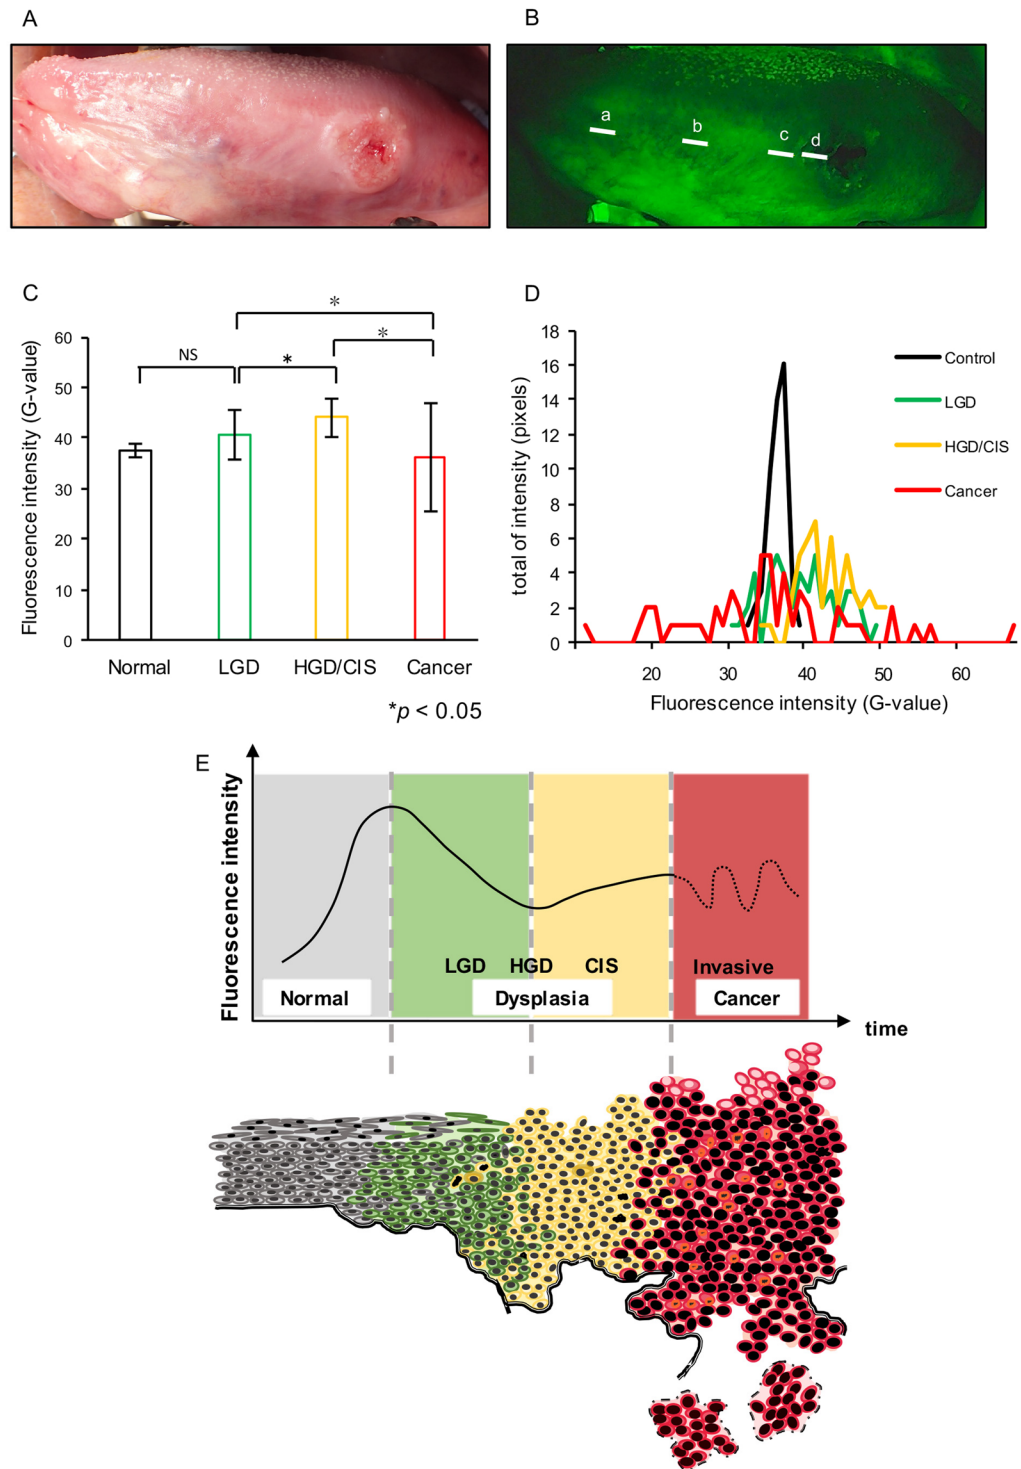 A
B
a
b
c
d
C
Fluorescence intensity (G-value)
60
50
40
30
20
10
0
NS
*
*
*
Normal LGD HGD/CIS Cancer
*p < 0.05
D
total of intensity (pixels)
18
16
14
12
10
8
6
4
2
0
20 30 40 50 60
Fluorescence intensity (G-value)
Control
LGD
HGD/CIS
Cancer
E
Fluorescence intensity
LGD HGD CIS Invasive
Normal Dysplasia Cancer
time